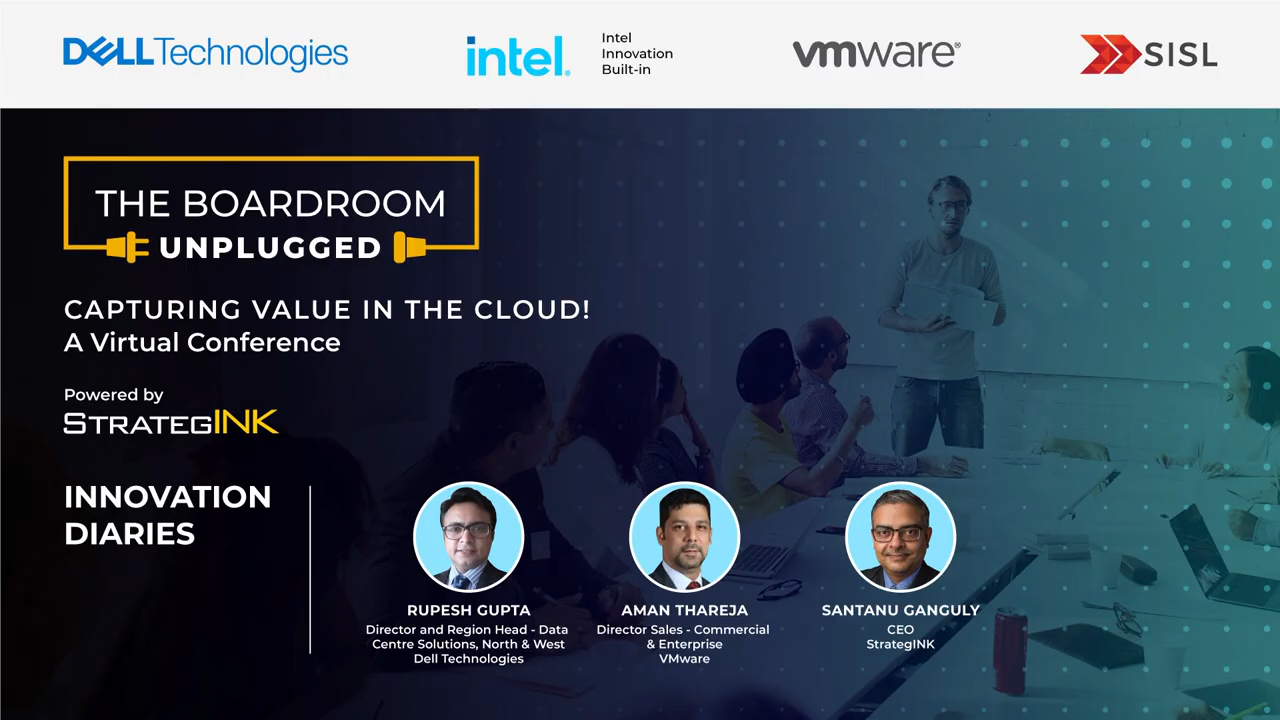 DELL Technologies
intel.
Intel
Innovation
Built-in
vmware®
SISL
THE BOARDROOM
UNPLUGGED
CAPTURING VALUE IN THE CLOUD!
A Virtual Conference
Powered by
STRATEGINK
INNOVATION
DIARIES
RUPESH GUPTA
Director and Region Head - Data
Centre Solutions, North & West
Dell Technologies
AMAN THAREJA
Director Sales - Commercial
& Enterprise
VMware
SANTANU GANGULY
CEO
StrategINK